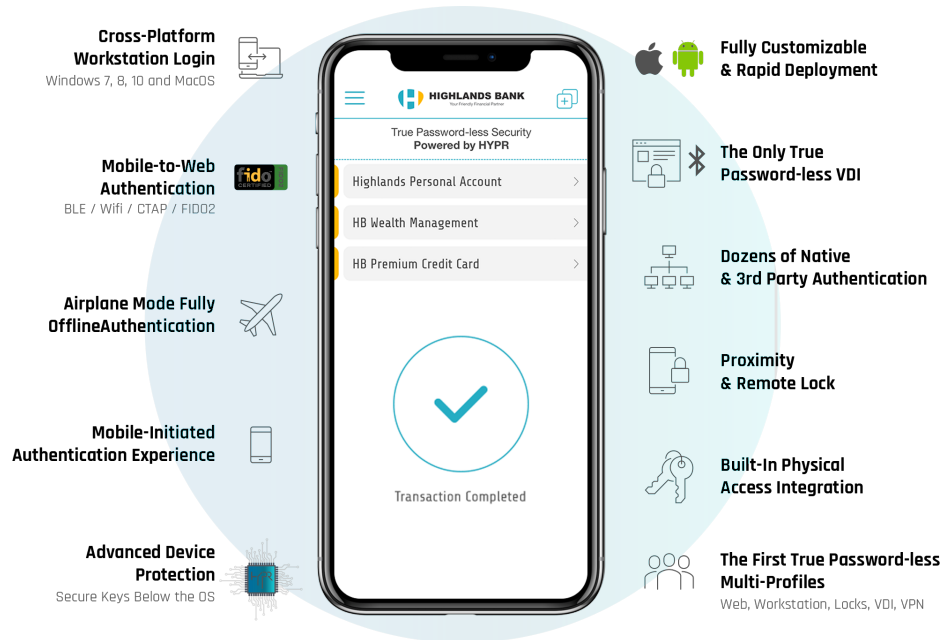 Cross-Platform
Workstation Login
Windows 7, 8, 10 and MacOS
Mobile-to-Web
Authentication
BLE / Wifi / CTAP / FIDO2
fido
CERTIFIED
Airplane Mode Fully
OfflineAuthentication
Mobile-Initiated
Authentication Experience
Advanced Device
Protection
Secure Keys Below the OS
HIGHLANDS BANK
Your Friendly Financial Partner
True Password-less Security
Powered by HYPR
Highlands Personal Account
HB Wealth Management
HB Premium Credit Card
Transaction Completed
Fully Customizable
& Rapid Deployment
The Only True
Password-less VDI
Dozens of Native
& 3rd Party Authentication
Proximity
& Remote Lock
Built-In Physical
Access Integration
The First True Password-less
Multi-Profiles
Web, Workstation, Locks, VDI, VPN